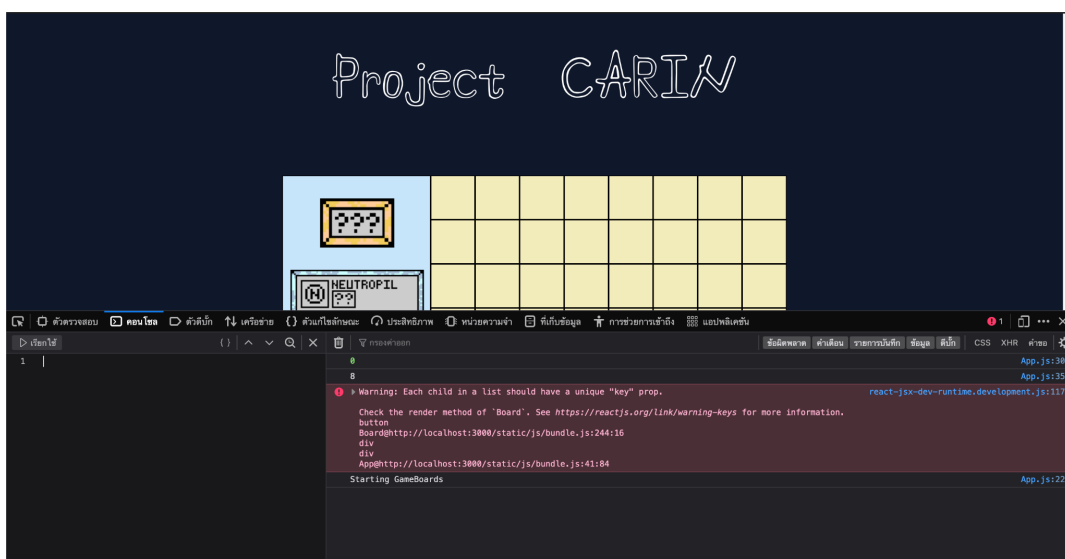 Project CARIN
???
N NEUTROPIL
??
ตัวตรวจสอบ คอนโซล ตัวดีบั๊ก เครือข่าย {} ตัวแก้ไขลักษณะ ประสิทธิภาพ หน่วยความจำ ที่เก็บข้อมูล การช่วยการเข้าถึง แอปพลิเคชัน 1
เรียกใช้ {} กรองค่าออก ข้อผิดพลาด คำเตือน รายการบันทึก ข้อมูล ดีบั๊ก CSS XHR คำขอ
1
0 App.js:30
8 App.js:35
Warning: Each child in a list should have a unique "key" prop. react-jsx-dev-runtime.development.js:117
Check the render method of `Board`. See https://reactjs.org/link/warning-keys for more information.
button
Board@http://localhost:3000/static/js/bundle.js:244:16
div
div
App@http://localhost:3000/static/js/bundle.js:41:84
Starting GameBoards App.js:22